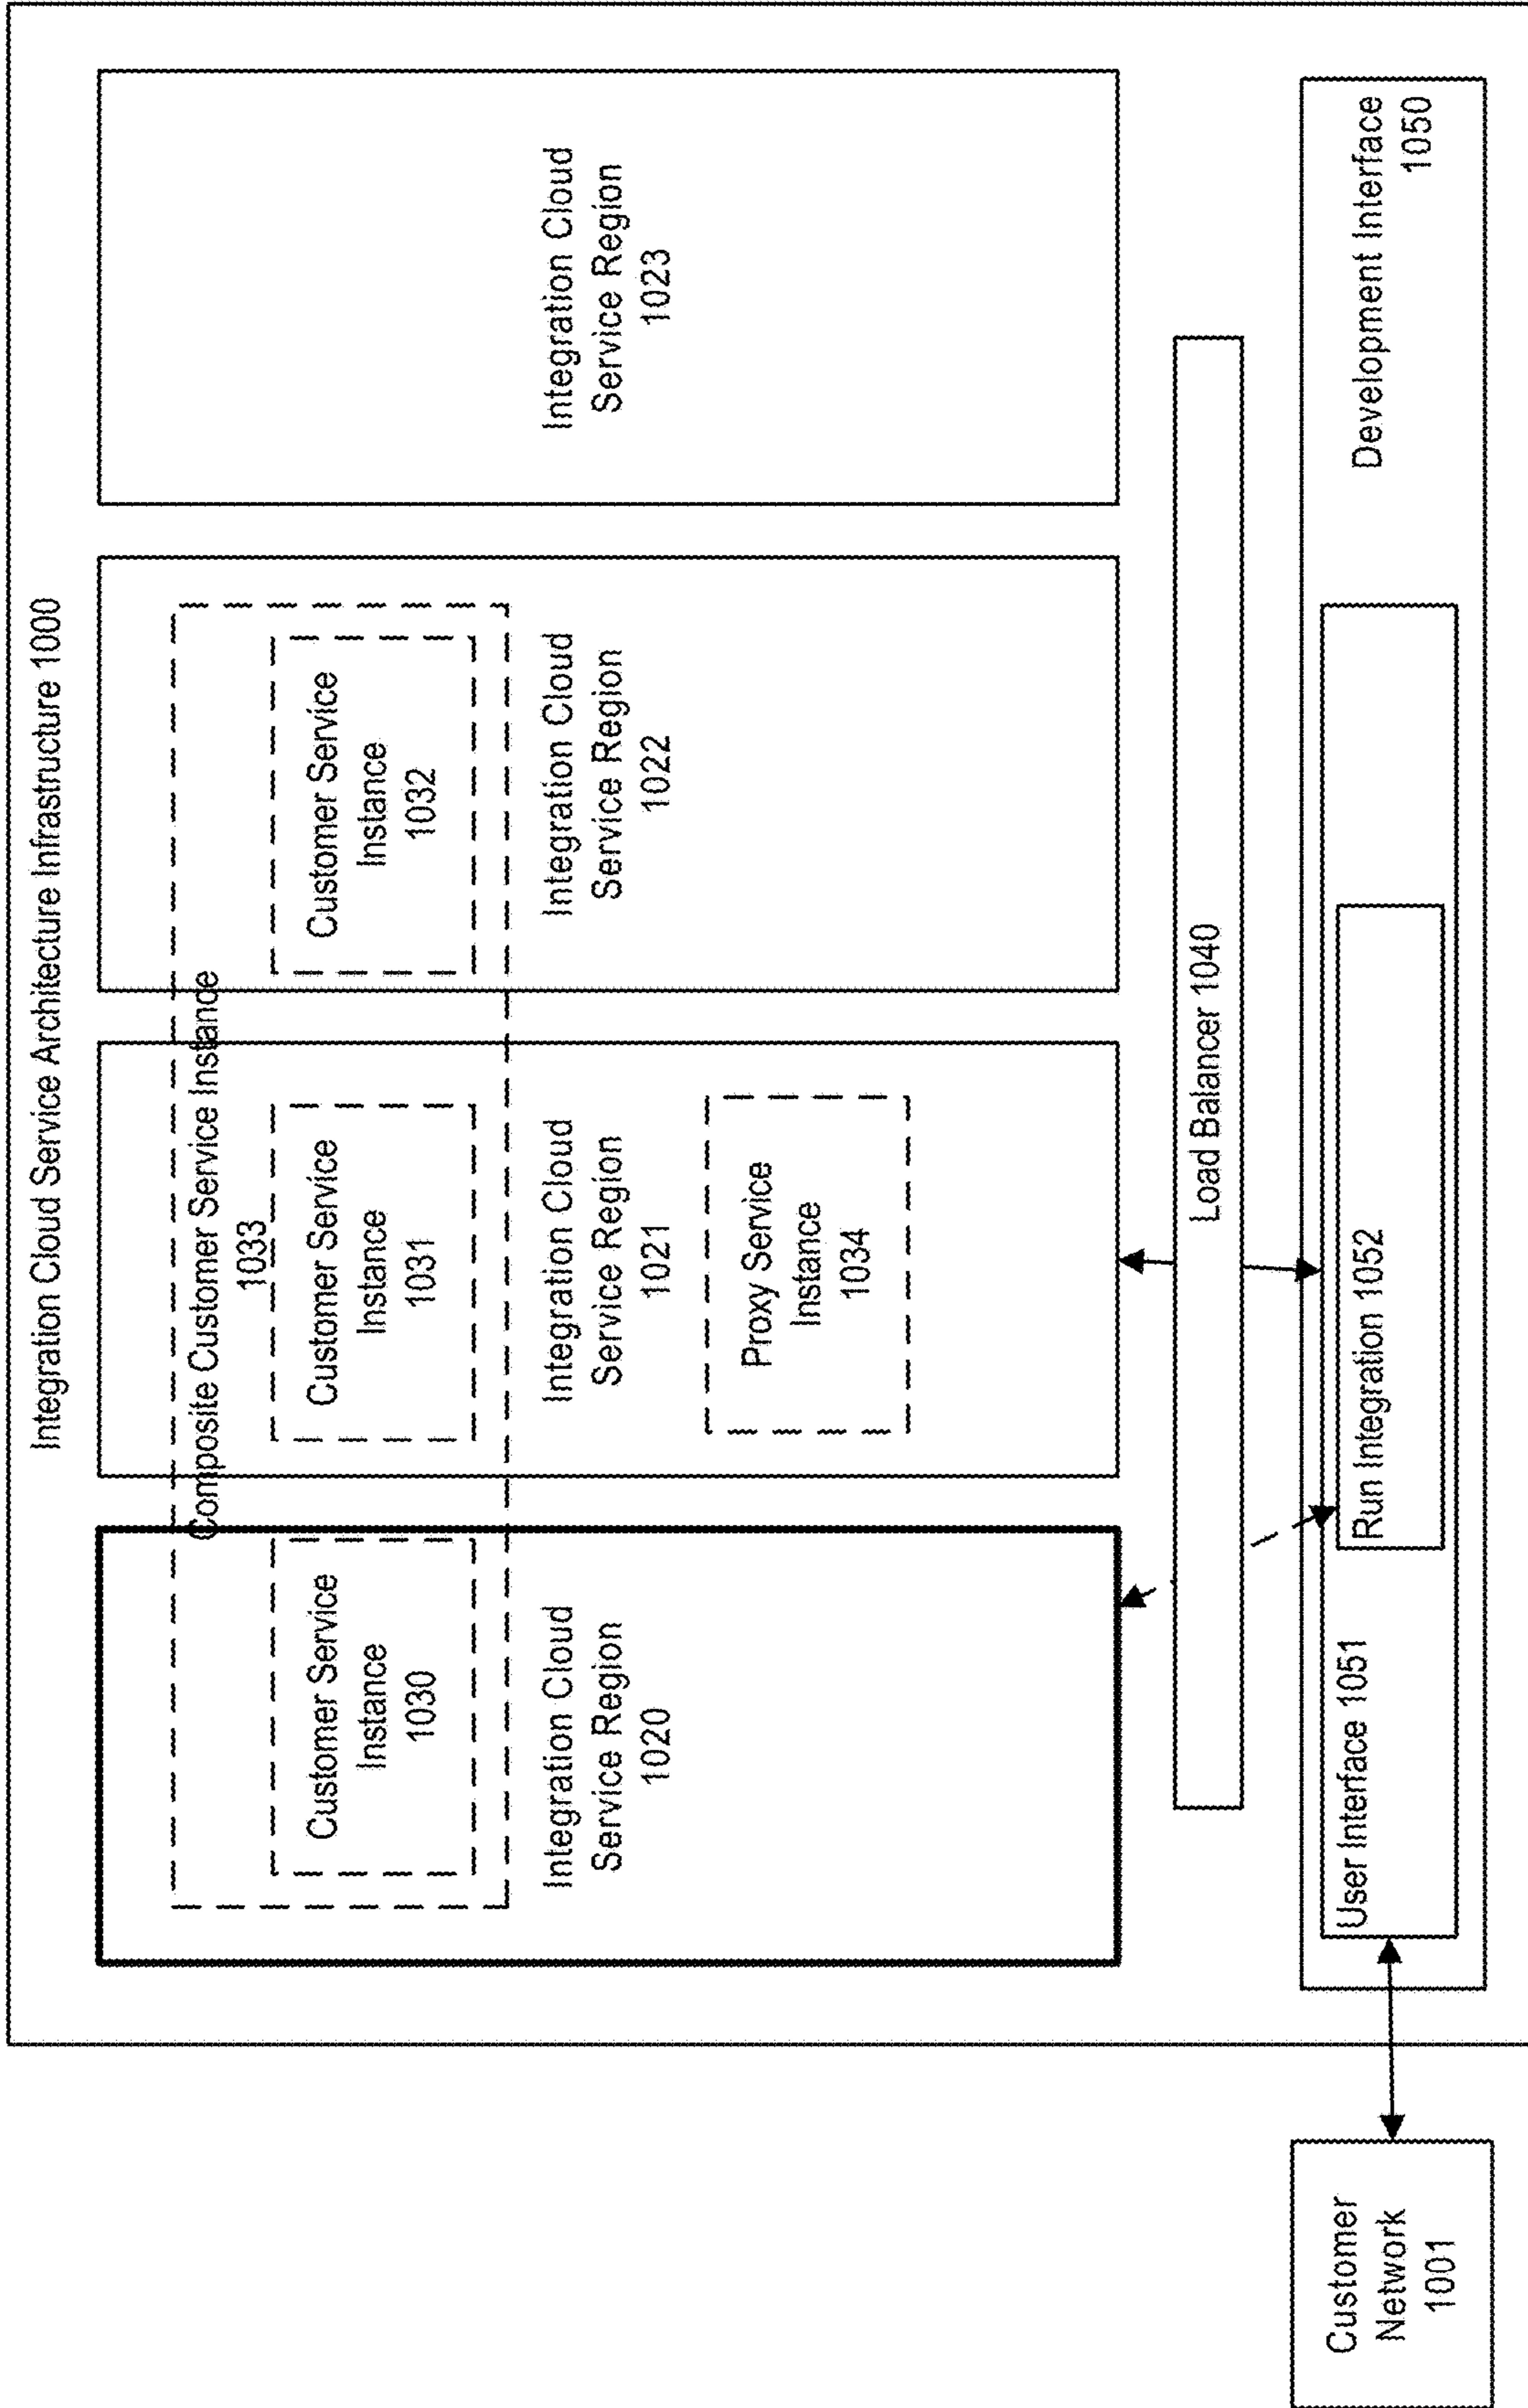 Integration Cloud Service Architecture Infrastructure 1000
Composite Customer Service Instance
1033
Customer Service
Instance
1030
Customer Service
Instance
1031
Customer Service
Instance
1032
Integration Cloud
Service Region
1020
Integration Cloud
Service Region
1021
Integration Cloud
Service Region
1022
Integration Cloud
Service Region
1023
Proxy Service
Instance
1034
Load Balancer 1040
Customer
Network
1001
User Interface 1051
Run Integration 1052
Development Interface
1050